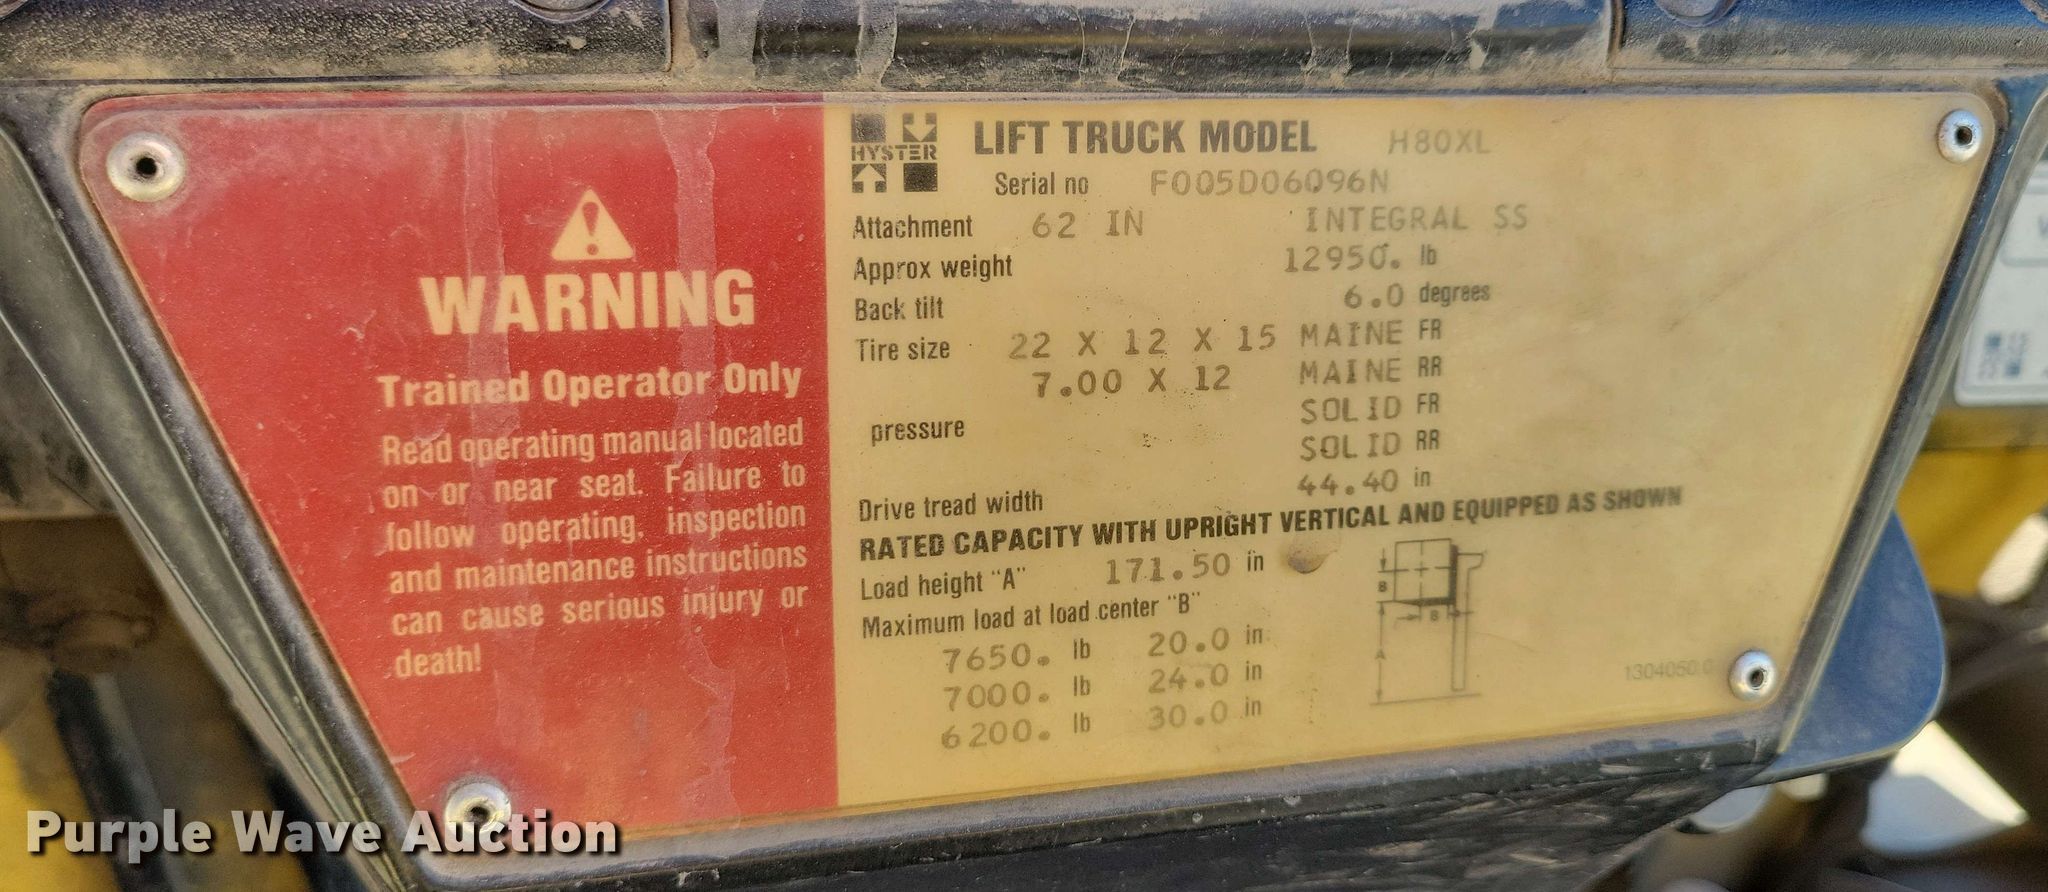 WARNING
Trained Operator Only
Read operating manual located
on or near seat. Failure to
follow operating, inspection
and maintenance instructions
can cause serious injury or
death!
HYSTER
LIFT TRUCK MODEL H80XL
Serial no F005D06096N
Attachment 62 IN INTEGRAL SS
Approx weight 12950. lb
Back tilt 6.0 degrees
Tire size 22 X 12 X 15 MAINE FR
7.00 X 12 MAINE RR
pressure SOLID FR
SOLID RR
Drive tread width 44.40 in
RATED CAPACITY WITH UPRIGHT VERTICAL AND EQUIPPED AS SHOWN
Load height "A" 171.50 in
Maximum load at load center "B"
7650. lb 20.0 in
7000. lb 24.0 in
6200. lb 30.0 in
B
B
A
Purple Wave Auction